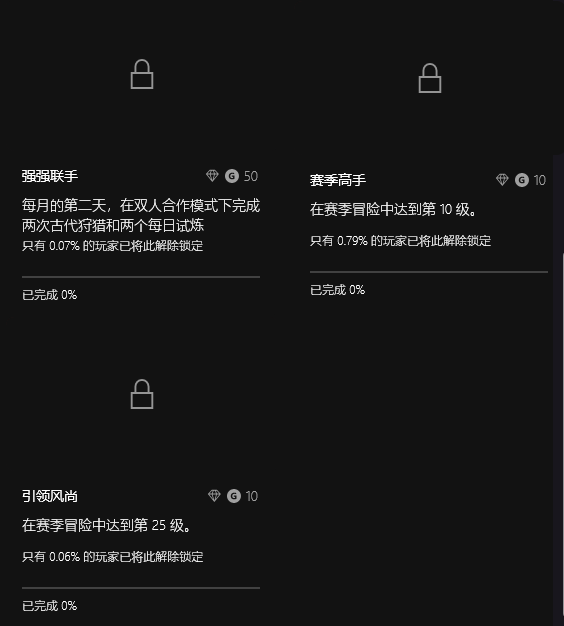 强强联手
G 50
每月的第二天，在双人合作模式下完成
两次古代狩猎和两个每日试炼
只有 0.07% 的玩家已将此解除锁定
已完成 0%
赛季高手
G 10
在赛季冒险中达到第 10 级。
只有 0.79% 的玩家已将此解除锁定
已完成 0%
引领风尚
G 10
在赛季冒险中达到第 25 级。
只有 0.06% 的玩家已将此解除锁定
已完成 0%